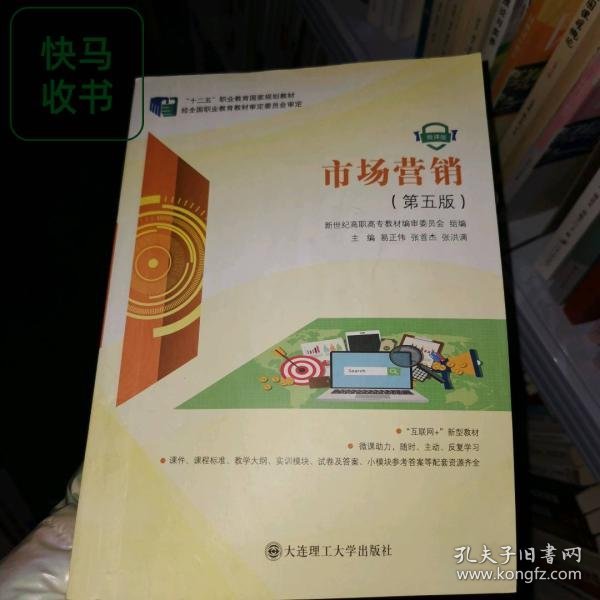 快马
收书
"十二五"职业教育国家规划教材
经全国职业教育教材审定委员会审定
微课版
市场营销
(第五版)
新世纪高职高专教材编审委员会 组编
主 编 易正伟 张首杰 张洪满
Search
●"互联网+"新型教材
●微课助力,随时、主动、反复学习
●课件、课程标准、教学大纲、实训模块、试卷及答案、小模块参考答案等配套资源齐全
大连理工大学出版社
孔夫子旧书网
www.kongfz.com